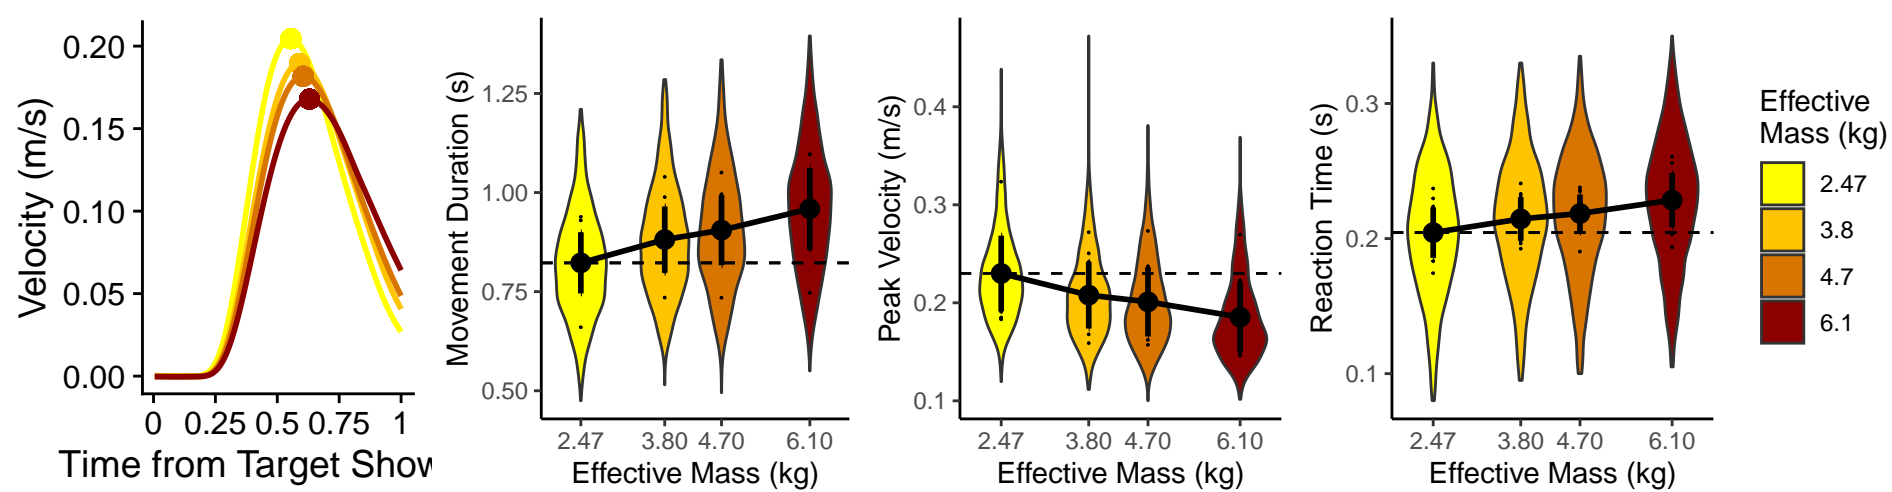 Velocity (m/s)
0.20
0.15
0.10
0.05
0.00
0 0.25 0.5 0.75 1
Time from Target Show
Movement Duration (s)
1.25
1.00
0.75
0.50
2.47 3.80 4.70 6.10
Effective Mass (kg)
Peak Velocity (m/s)
0.4
0.3
0.2
0.1
2.47 3.80 4.70 6.10
Effective Mass (kg)
Reaction Time (s)
0.3
0.2
0.1
2.47 3.80 4.70 6.10
Effective Mass (kg)
Effective
Mass (kg)
2.47
3.8
4.7
6.1